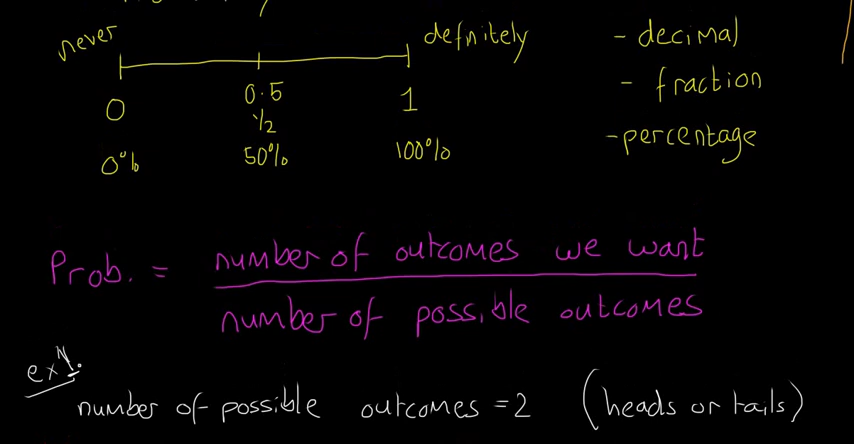 never definitely - decimal
0 0.5 1 - fraction
1/2
0% 50% 100% - percentage
Prob. = number of outcomes we want
number of possible outcomes
number of possible outcomes = 2 (heads or tails)